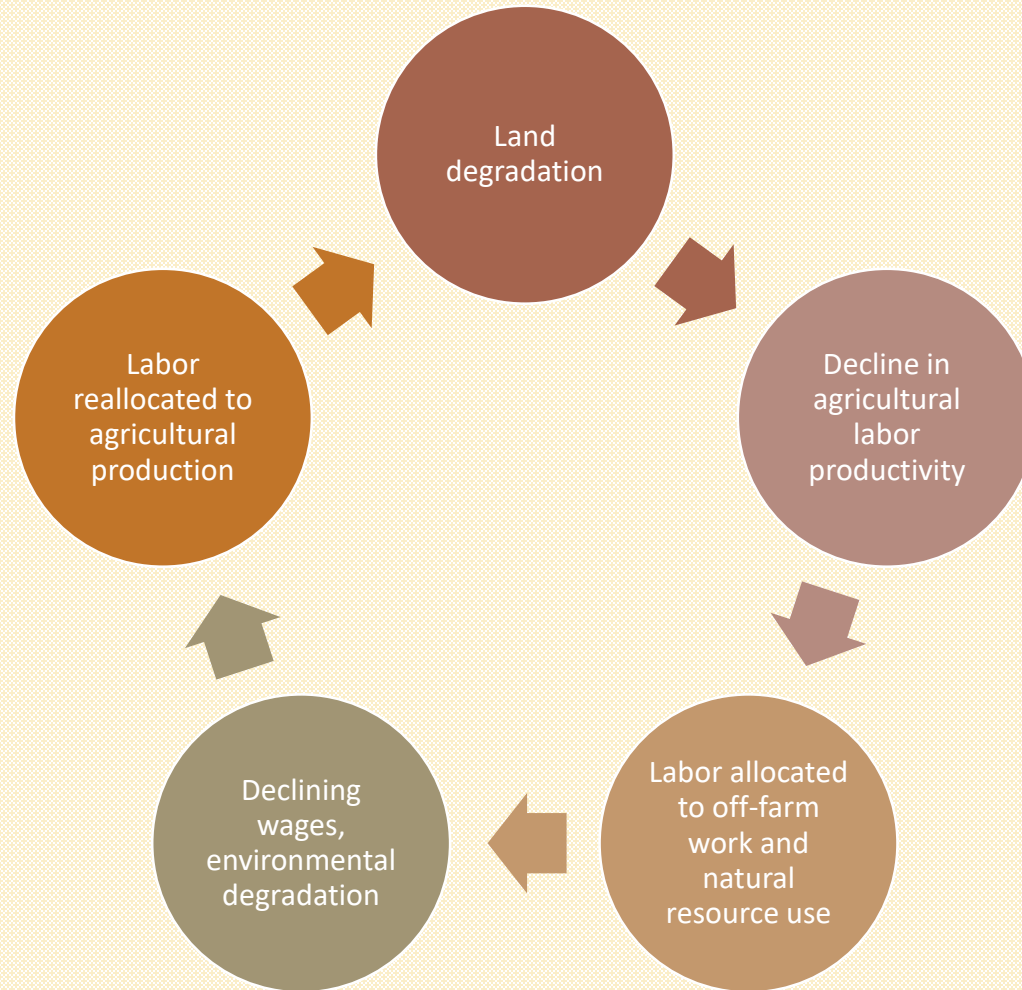 Land
degradation
Decline in
agricultural
labor
productivity
Labor allocated
to off-farm
work and
natural
resource use
Declining
wages,
environmental
degradation
Labor
reallocated to
agricultural
production